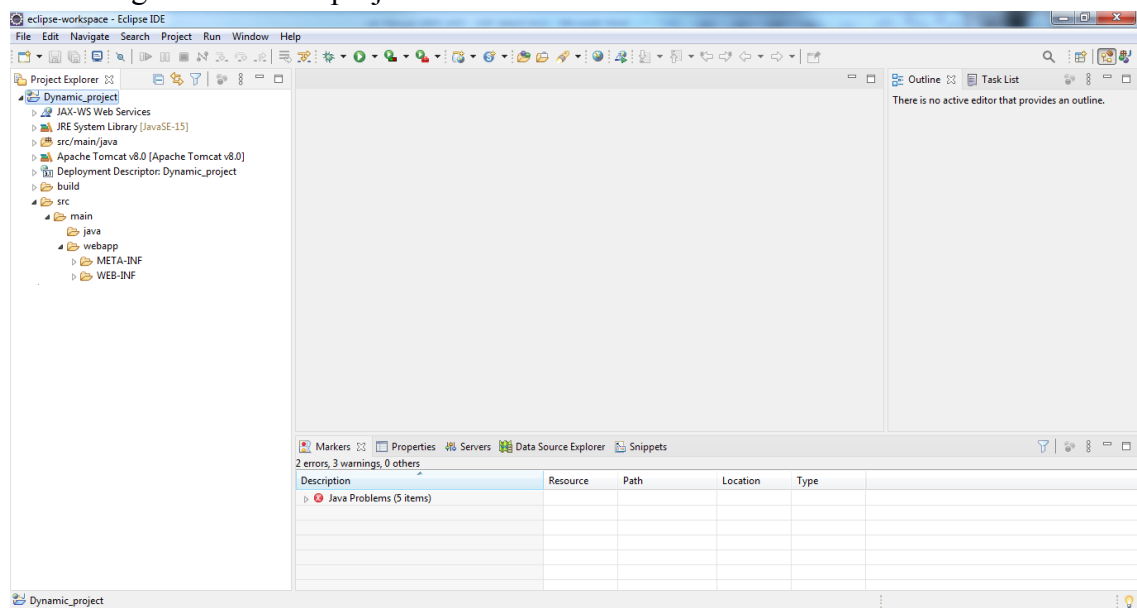 eclipse-workspace - Eclipse IDE
File Edit Navigate Search Project Run Window Help
Project Explorer
Dynamic_project
JAX-WS Web Services
JRE System Library [JavaSE-15]
src/main/java
Apache Tomcat v8.0 [Apache Tomcat v8.0]
Deployment Descriptor: Dynamic_project
build
src
main
java
webapp
META-INF
WEB-INF
Outline Task List
There is no active editor that provides an outline.
Markers Properties Servers Data Source Explorer Snippets
2 errors, 3 warnings, 0 others
Description Resource Path Location Type
Java Problems (5 items)
Dynamic_project